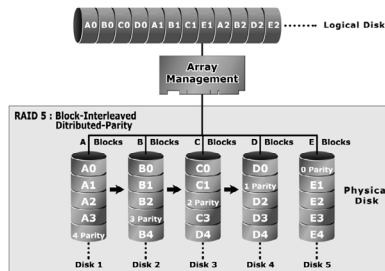 A0 B0 C0 D0 A1 B1 C1 E1 A2 B2 D2 E2 Logical Disk
Array
Management
RAID 5 : Block-Interleaved
Ditributed-Parity
A Blocks B Blocks C Blocks D Blocks E Blocks
A0 B0 C0 D0 0 Parity
A1 B1 C1 1 Parity E1
A2 B2 2 Parity D2 E2
A3 3 Parity C3 D3 E3
4 Parity B4 D4 D4 E4
Physical
Disk
Disk 1 Disk 2 Disk 3 Disk 4 Disk 5